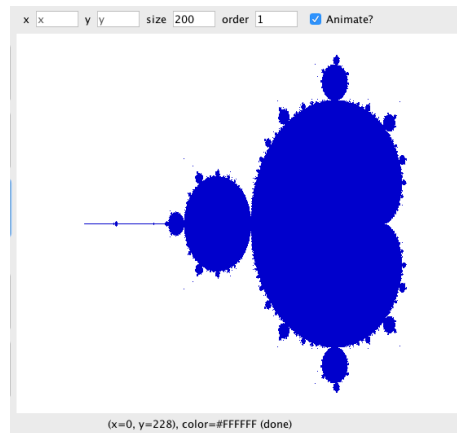 x x y y size 200 order 1 Animate?
(x=0, y=228), color=#FFFFFF (done)